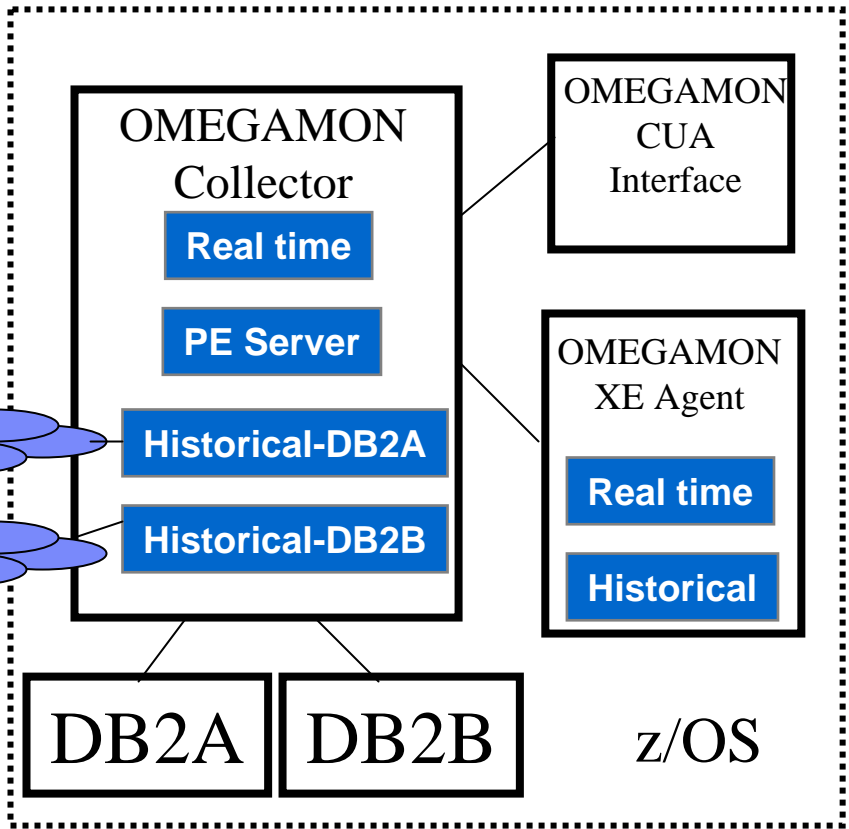 OMEGAMON
Collector
Real time
PE Server
Historical-DB2A
Historical-DB2B
OMEGAMON
CUA
Interface
OMEGAMON
XE Agent
Real time
Historical
DB2A
DB2B
z/OS